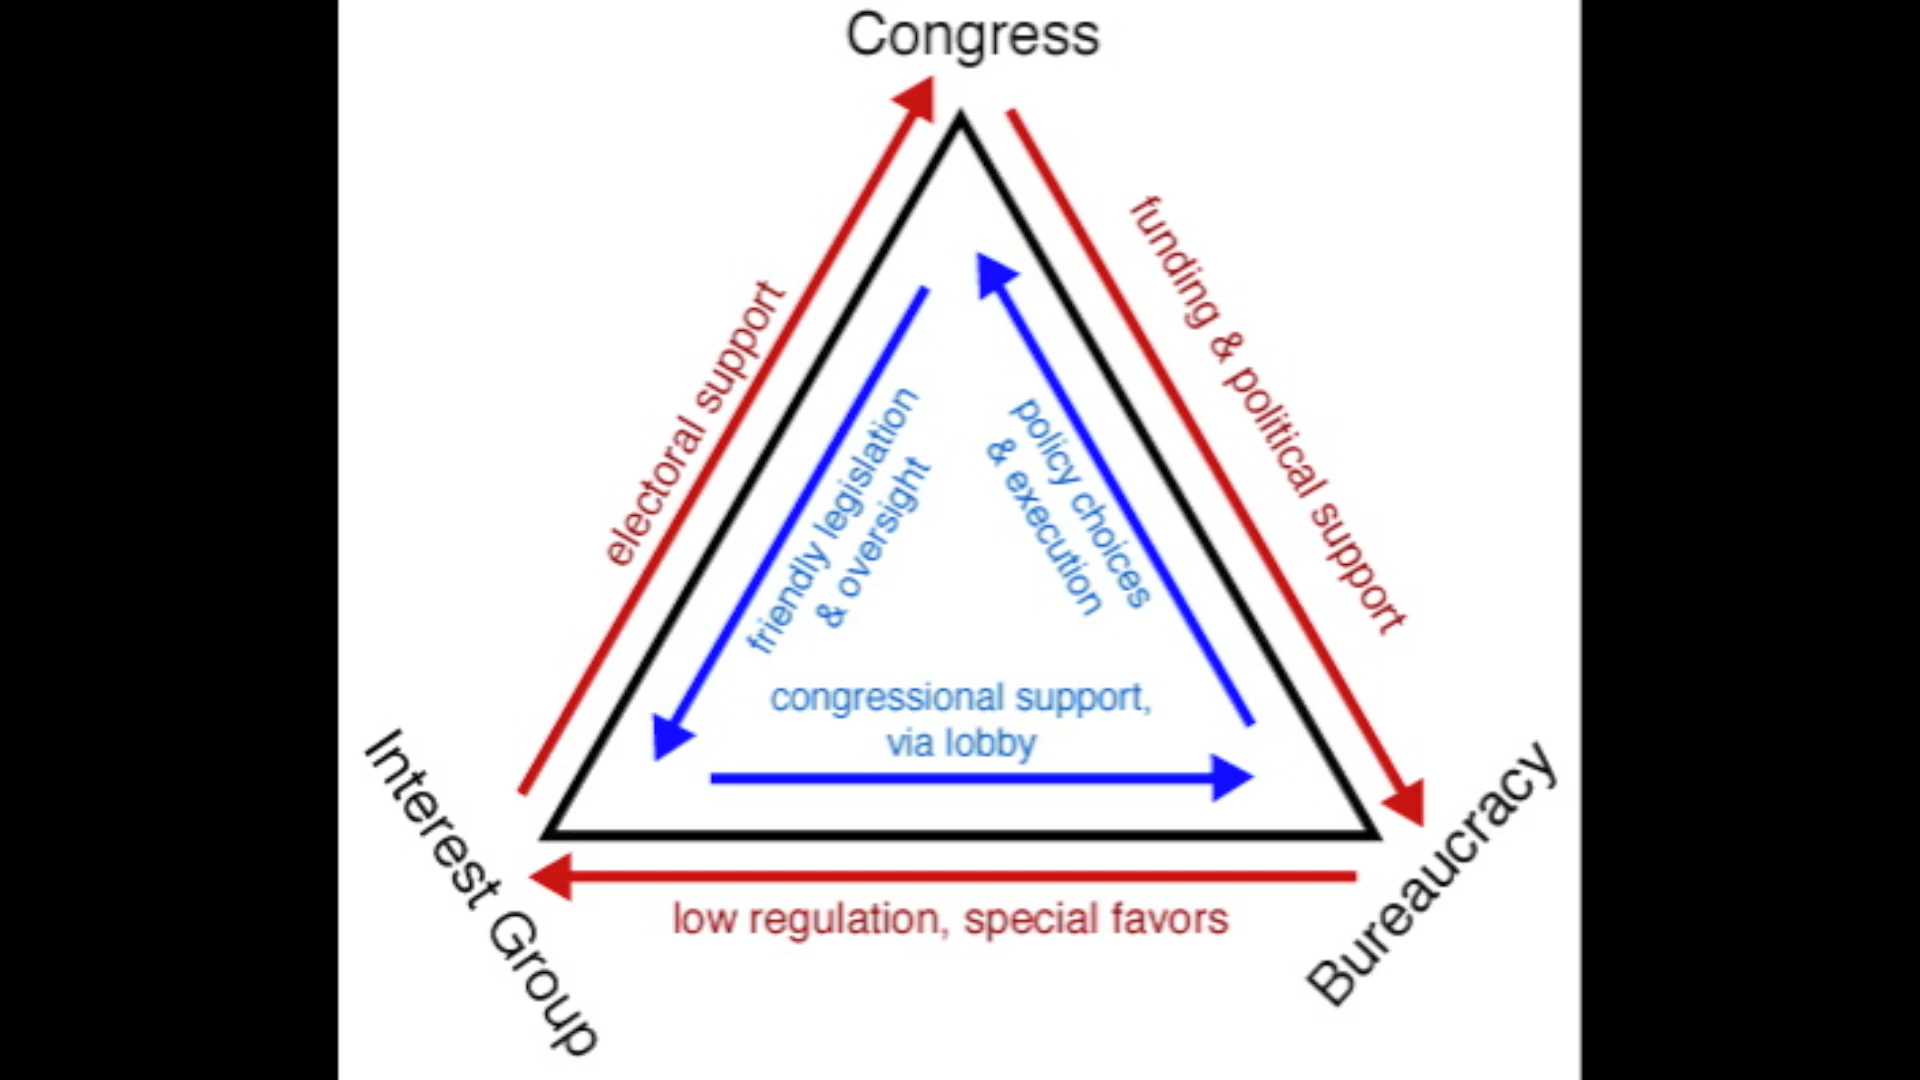 Congress
electoral support
funding & political support
friendly legislation
& oversight
policy choices
& execution
congressional support,
via lobby
Interest Group
Bureaucracy
low regulation, special favors